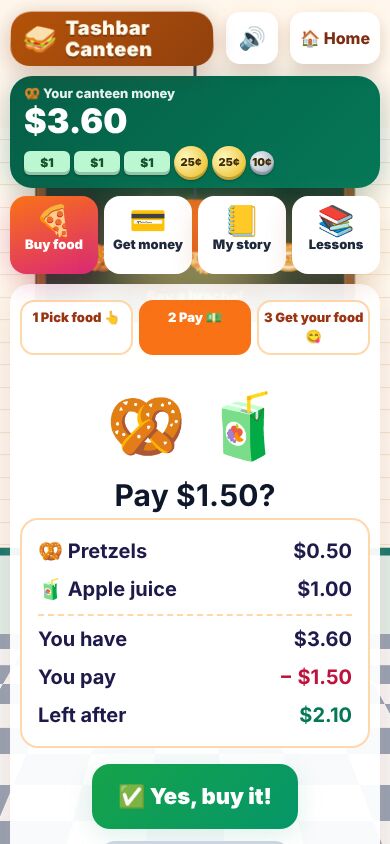 Tashbar
Canteen
Home
Your canteen money
$3.60
$1 $1 $1 25¢ 25¢ 10¢
Buy food
Get money
My story
Lessons
1 Pick food
2 Pay
3 Get your food
Pay $1.50?
Pretzels $0.50
Apple juice $1.00
You have $3.60
You pay − $1.50
Left after $2.10
Yes, buy it!